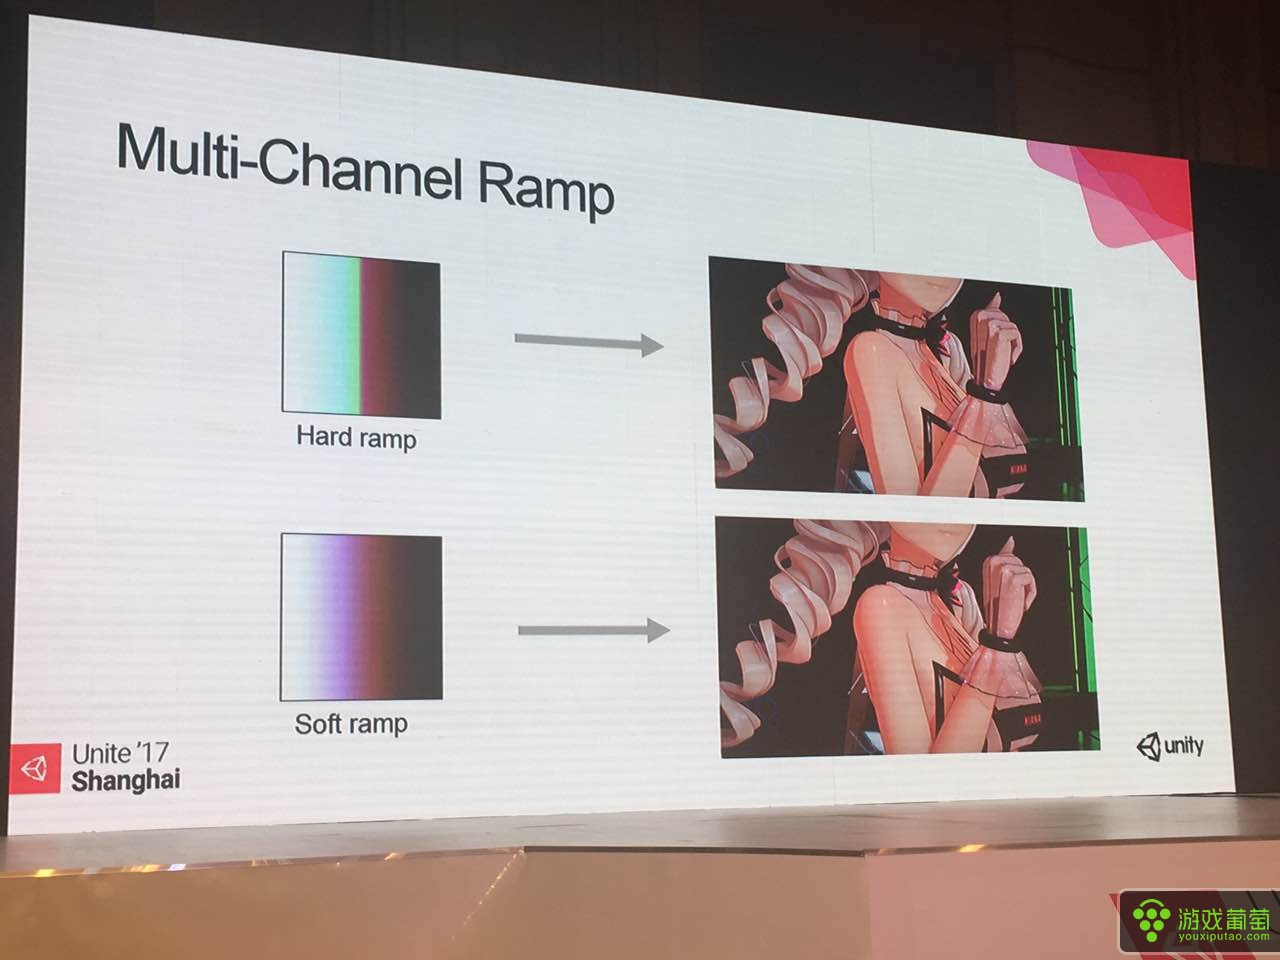 Multi-Channel Ramp
Hard ramp
Soft ramp
Unite '17
Shanghai
unity
游戏葡萄
youxiputao.com